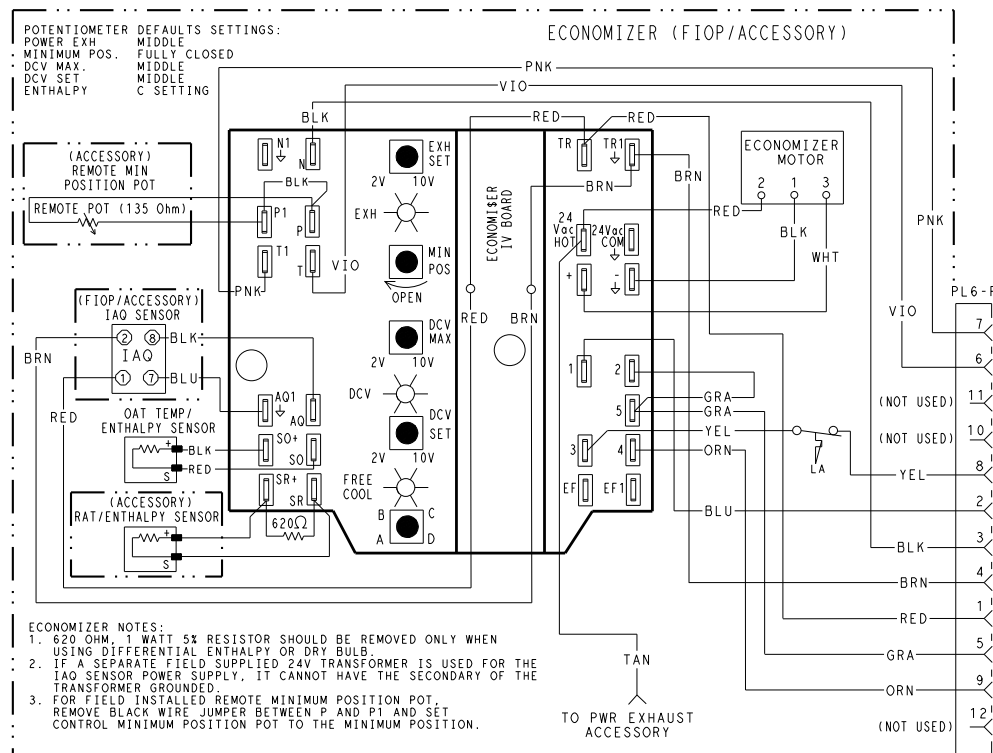 POTENTIOMETER DEFAULTS SETTINGS:
POWER EXH MIDDLE
MINIMUM POS. FULLY CLOSED
DCV MAX. MIDDLE
DCV SET MIDDLE
ENTHALPY C SETTING
ECONOMIZER (FIOP/ACCESSORY)
PNK
VIO
BLK
RED
RED
(ACCESSORY)
REMOTE MIN
POSITION POT
REMOTE POT (135 Ohm)
N1
N
BLK
P1
P
T1
T
VIO
PNK
EXH
SET
2V 10V
EXH
MIN
POS
OPEN
DCV
MAX
2V 10V
DCV
DCV
SET
2V 10V
FREE
COOL
B C
A D
ECONOMI$ER
IV BOARD
RED
BRN
TR
TR1
BRN
BRN
24
Vac
HOT
24Vac
COM
+
-
1
2
5
3
4
EF
EF1
ECONOMIZER
MOTOR
2 1 3
RED
BLK
WHT
PNK
VIO
(FIOP/ACCESSORY)
IAQ SENSOR
2 8
IAQ
1 7
BLK
BLU
BRN
RED
AQ1
AQ
SO+
SO
SR+
SR
620Ω
OAT TEMP/
ENTHALPY SENSOR
+
S
BLK
RED
(ACCESSORY)
RAT/ENTHALPY SENSOR
+
S
GRA
GRA
YEL
ORN
LA
BLU
TAN
TO PWR EXHAUST
ACCESSORY
PL6-R
7
6
(NOT USED) 11
(NOT USED) 10
YEL 8
2
BLK 3
BRN 4
RED 1
GRA 5
ORN 9
(NOT USED) 12
ECONOMIZER NOTES:
1. 620 OHM, 1 WATT 5% RESISTOR SHOULD BE REMOVED ONLY WHEN
USING DIFFERENTIAL ENTHALPY OR DRY BULB.
2. IF A SEPARATE FIELD SUPPLIED 24V TRANSFORMER IS USED FOR THE
IAQ SENSOR POWER SUPPLY, IT CANNOT HAVE THE SECONDARY OF THE
TRANSFORMER GROUNDED.
3. FOR FIELD INSTALLED REMOTE MINIMUM POSITION POT,
REMOVE BLACK WIRE JUMPER BETWEEN P AND P1 AND SET
CONTROL MINIMUM POSITION POT TO THE MINIMUM POSITION.